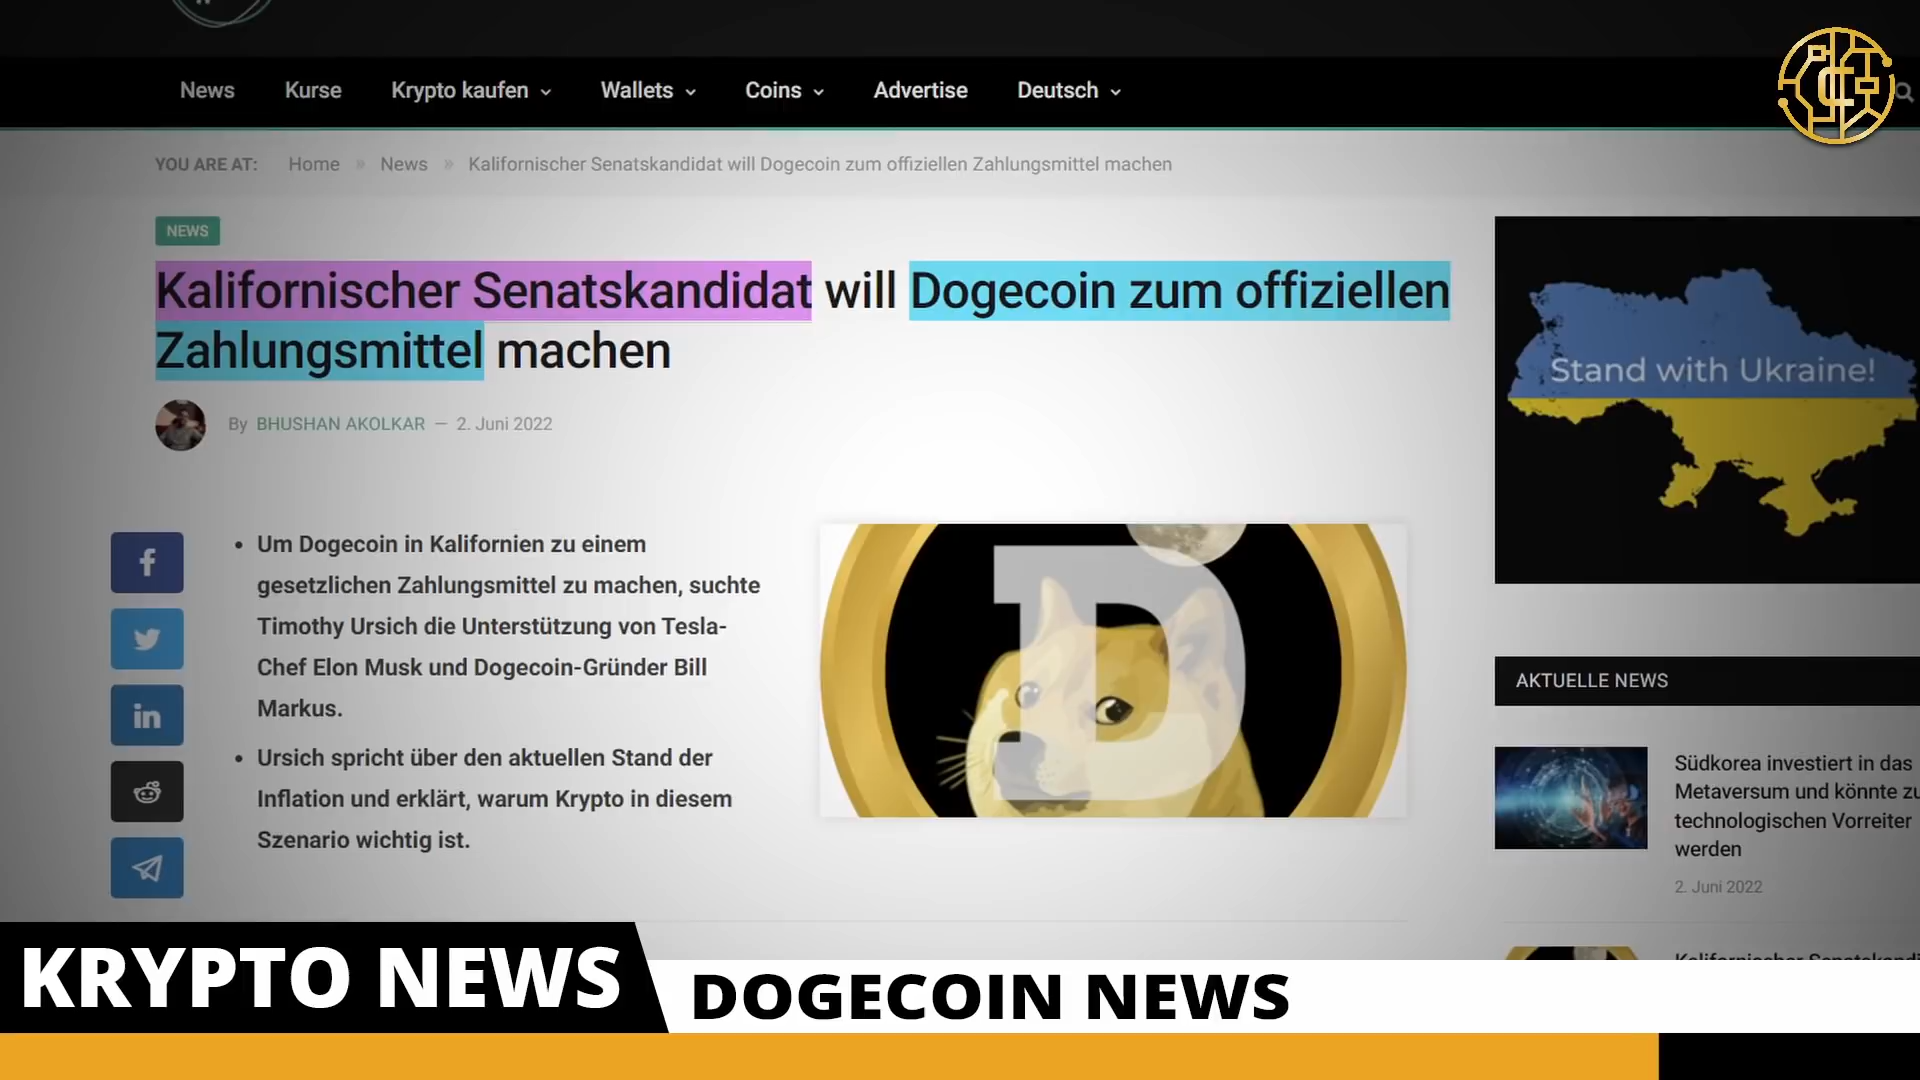 News Kurse Krypto kaufen Wallets Coins Advertise Deutsch
YOU ARE AT: Home » News » Kalifornischer Senatskandidat will Dogecoin zum offiziellen Zahlungsmittel machen
NEWS
Kalifornischer Senatskandidat will Dogecoin zum offiziellen
Zahlungsmittel machen
By BHUSHAN AKOLKAR — 2. Juni 2022
• Um Dogecoin in Kalifornien zu einem
gesetzlichen Zahlungsmittel zu machen, suchte
Timothy Ursich die Unterstützung von Tesla-
Chef Elon Musk und Dogecoin-Gründer Bill
Markus.
• Ursich spricht über den aktuellen Stand der
Inflation und erklärt, warum Krypto in diesem
Szenario wichtig ist.
D
Stand with Ukraine!
AKTUELLE NEWS
Südkorea investiert in das
Metaversum und könnte zu
technologischen Vorreiter
werden
2. Juni 2022
KRYPTO NEWS
DOGECOIN NEWS